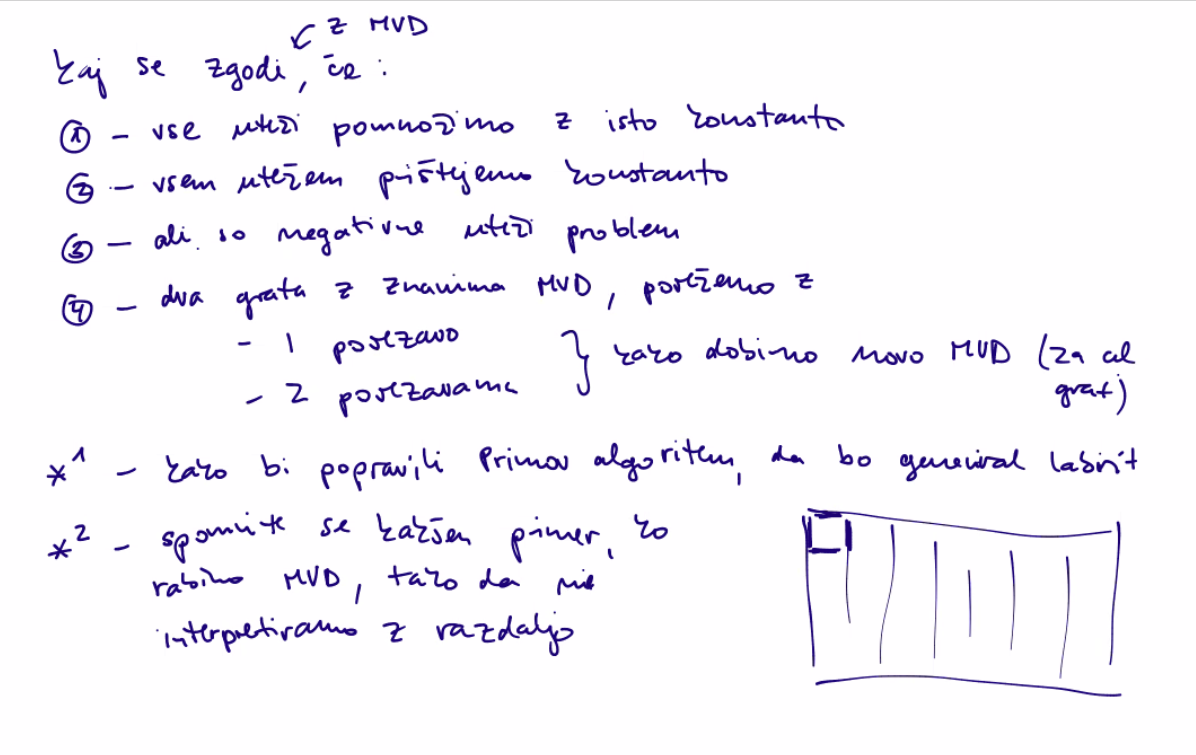 ↙ z MVD
kaj se zgodi, če :
① - vse uteži pomnožimo z isto konstanto
② - vsem utežem prištejemo konstanto
③ - ali so negativne uteži problem
④ - dva grafa z znanima MVD, povežemo z
- 1 povezavo
- 2 povezavama } kako dobimo novo MVD (za cel
graf)
*1 - kako bi popravili Primov algoritem, da bo generiral labirint
*2 - spomnite se kakšen primer, ko
rabimo MVD, tako da ni
interpretiramo z razdaljo